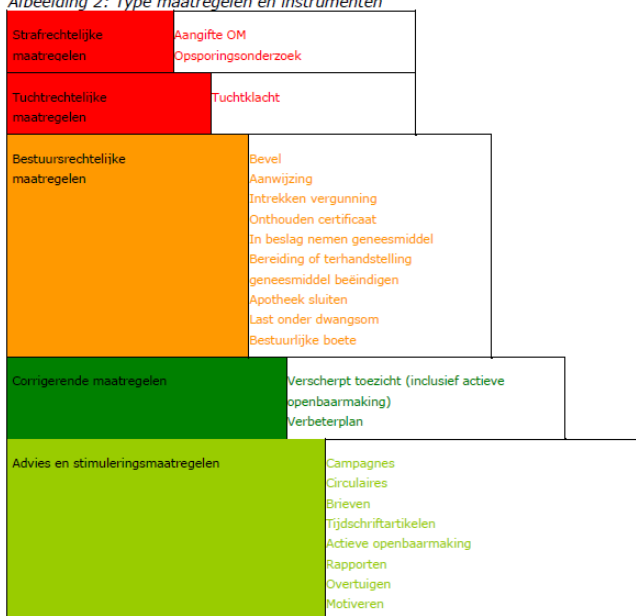 Afbeelding 2: Type maatregelen en instrumenten
Strafrechtelijke
maatregelen
Aangifte OM
Opsporingsonderzoek
Tuchtrechtelijke
maatregelen
Tuchtklacht
Bestuursrechtelijke
maatregelen
Bevel
Aanwijzing
Intrekken vergunning
Onthouden certificaat
In beslag nemen geneesmiddel
Bereiding of terhandstelling
geneesmiddel beëindigen
Apotheek sluiten
Last onder dwangsom
Bestuurlijke boete
Corrigerende maatregelen
Verscherpt toezicht (inclusief actieve
openbaarmaking)
Verbeterplan
Advies en stimuleringsmaatregelen
Campagnes
Circulaires
Brieven
Tijdschriftartikelen
Actieve openbaarmaking
Rapporten
Overtuigen
Motiveren